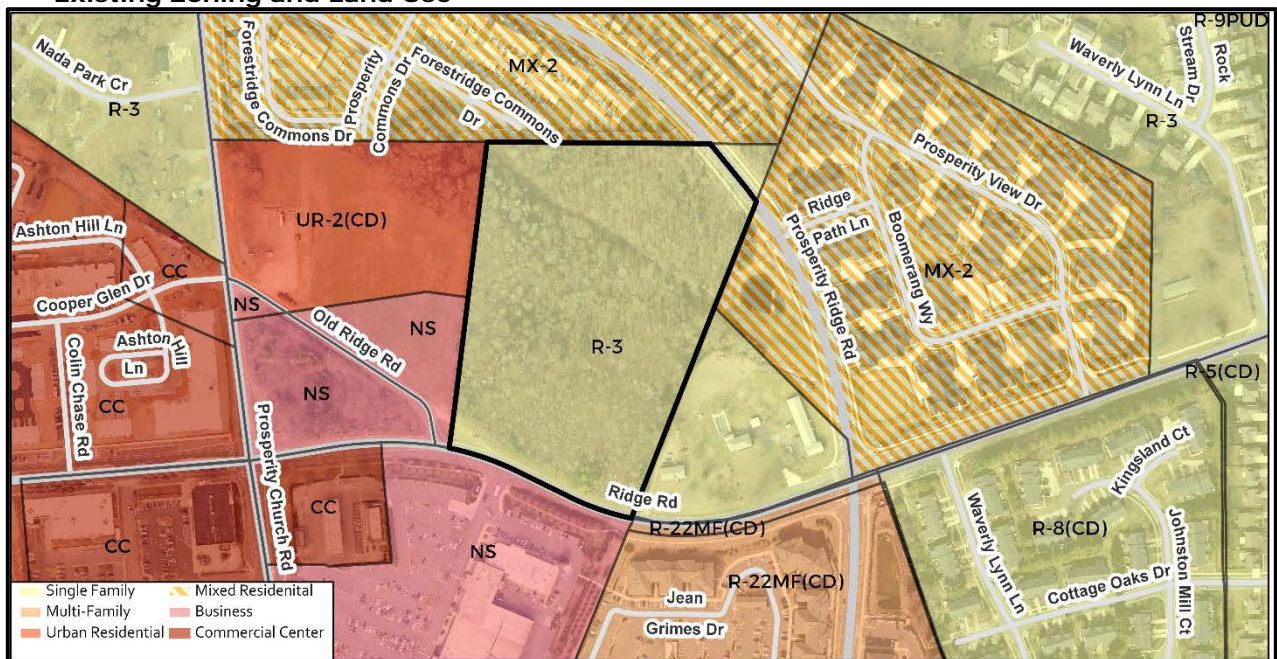 Existing Zoning and Land Use
R-9PUD
Nada Park Cr
R-3
Forestridge Commons Dr
Prosperity
Commons Dr
Forestridge Commons
Dr
MX-2
Waverly Lynn Ln
Stream Dr
Rock
R-3
Ashton Hill Ln
CC
UR-2(CD)
Cooper Glen Dr
NS
Old Ridge Rd
NS
Ridge
Path Ln
Prosperity View Dr
Boomerang Wy
MX-2
Prosperity Ridge Rd
R-3
Ashton Hill
Ln
Colin Chase Rd
CC
NS
Prosperity Church Rd
R-5(CD)
Ridge Rd
CC
CC
NS
R-22MF(CD)
R-22MF(CD)
Jean
Grimes Dr
Kingsland Ct
R-8(CD)
Waverly Lynn Ln
Cottage Oaks Dr
Johnston Mill Ct
Single Family
Mixed Residenital
Multi-Family
Business
Urban Residential
Commercial Center